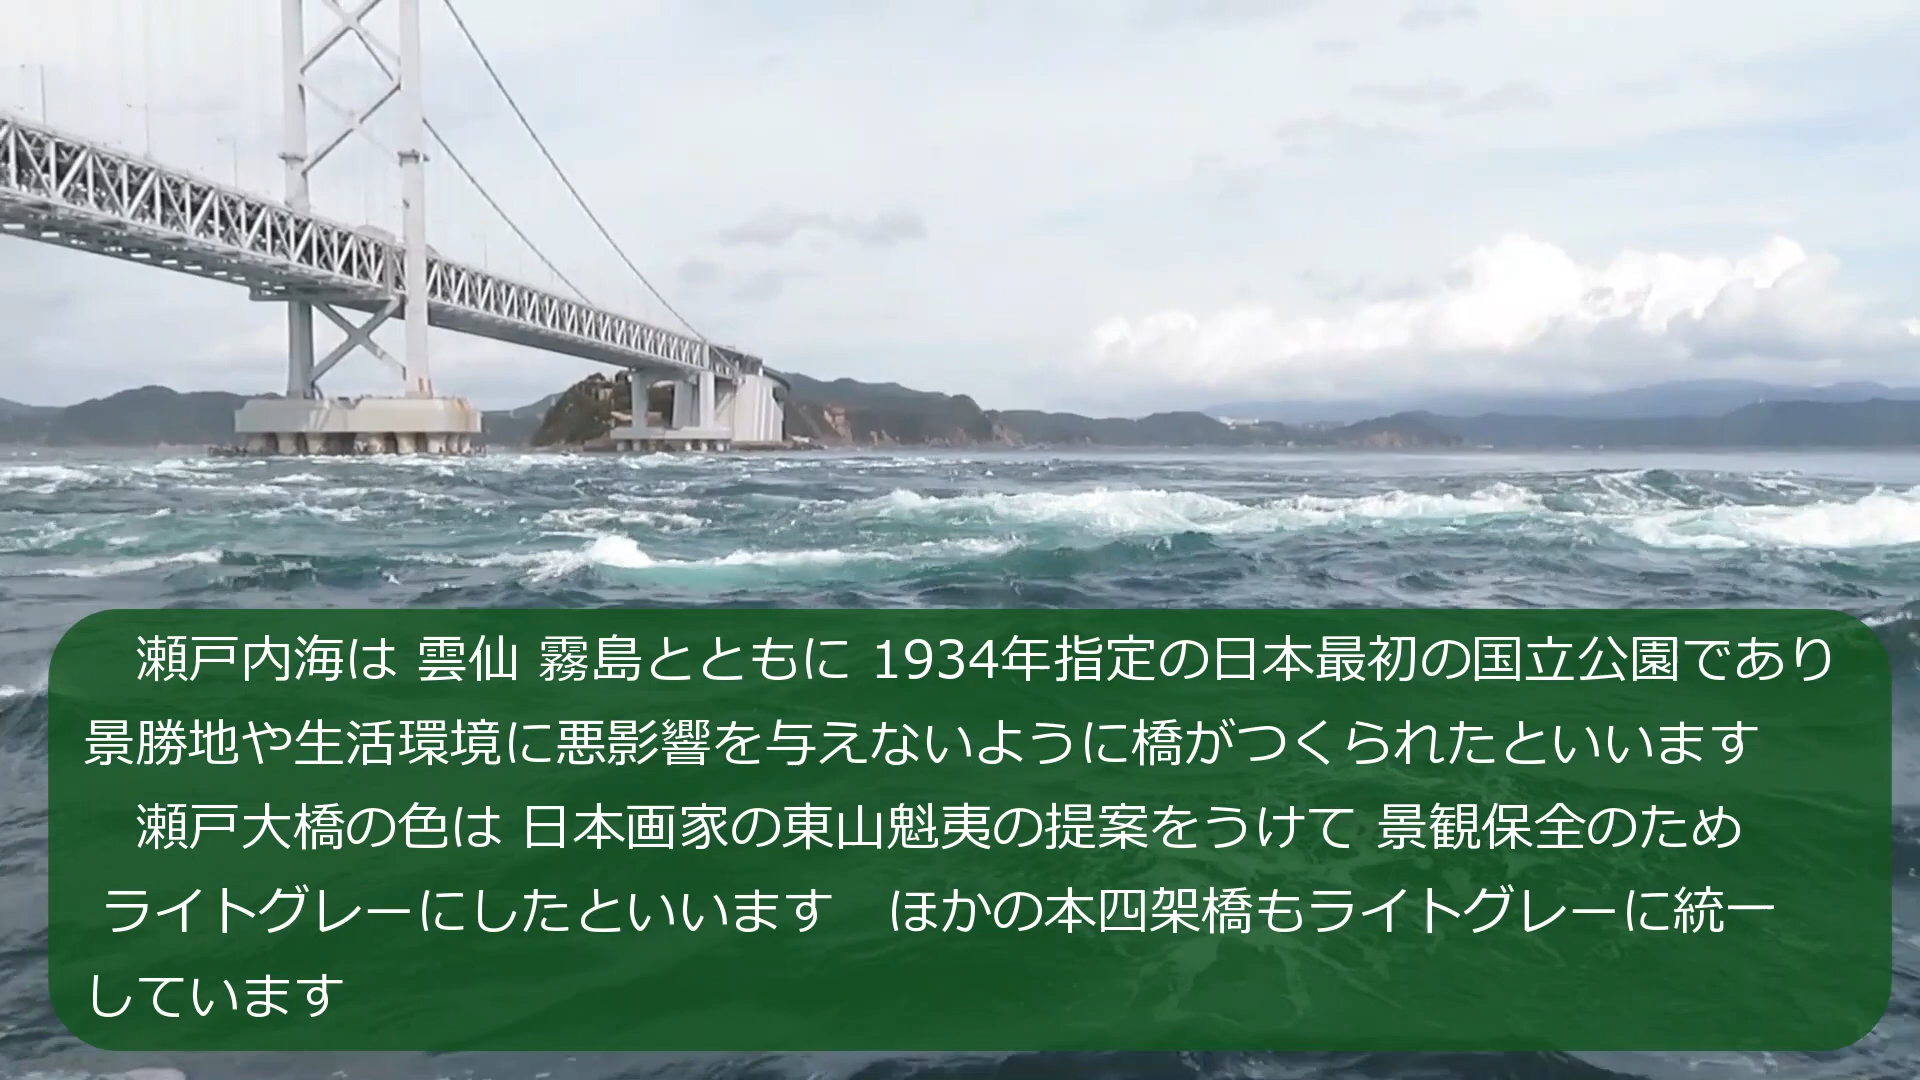 瀬戸内海は 雲仙 霧島とともに 1934年指定の日本最初の国立公園であり
景勝地や生活環境に悪影響を与えないように橋がつくられたといいます
瀬戸大橋の色は 日本画家の東山魁夷の提案をうけて 景観保全のため
ライトグレーにしたといいます　ほかの本四架橋もライトグレーに統一
しています